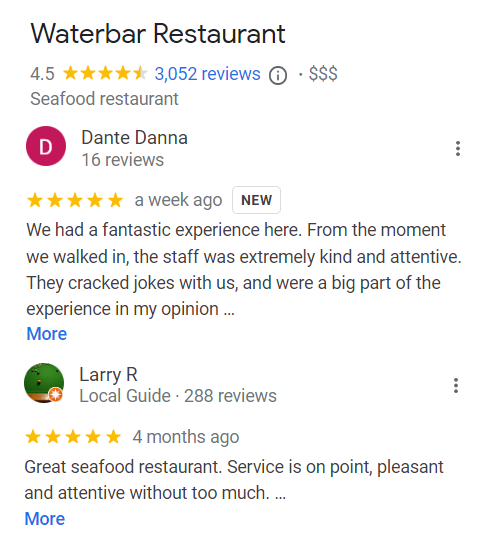 Waterbar Restaurant
4.5 3,052 reviews · $$$
Seafood restaurant
D Dante Danna
16 reviews
a week ago NEW
We had a fantastic experience here. From the moment
we walked in, the staff was extremely kind and attentive.
They cracked jokes with us, and were a big part of the
experience in my opinion …
More
Larry R
Local Guide · 288 reviews
4 months ago
Great seafood restaurant. Service is on point, pleasant
and attentive without too much. …
More